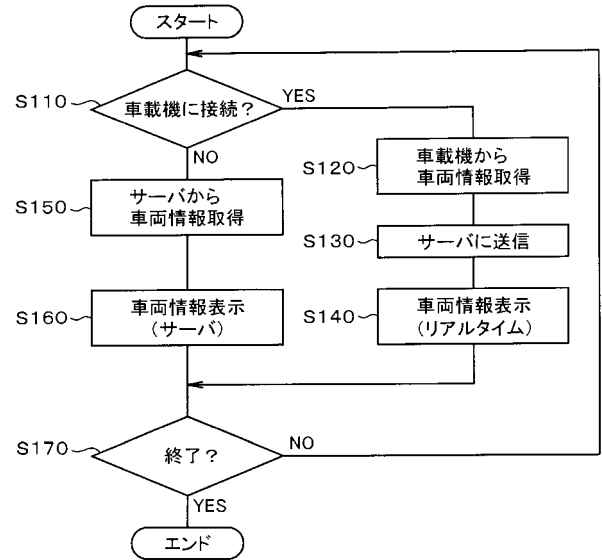 スタート
S110
車載機に接続？
YES
NO
S120
車載機から
車両情報取得
S150
サーバから
車両情報取得
S130
サーバに送信
S160
車両情報表示
(サーバ)
S140
車両情報表示
(リアルタイム)
S170
終了？
NO
YES
エンド